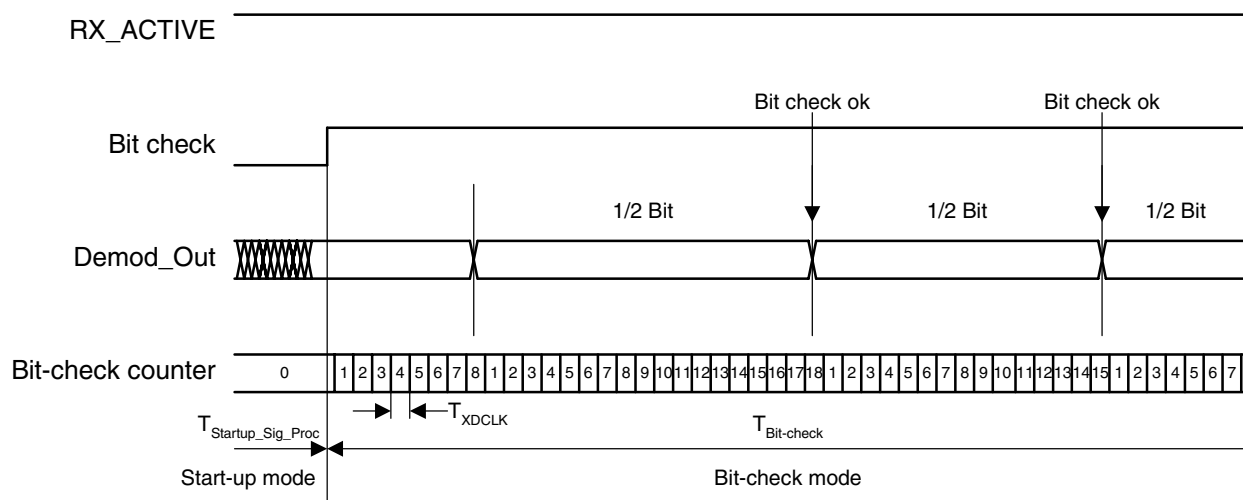 RX_ACTIVE
Bit check ok Bit check ok
Bit check
1/2 Bit 1/2 Bit 1/2 Bit
Demod_Out
Bit-check counter 0 1 2 3 4 5 6 7 8 1 2 3 4 5 6 7 8 9 10 11 12 13 14 15 16 17 18 1 2 3 4 5 6 7 8 9 10 11 12 13 14 15 1 2 3 4 5 6 7
T_XDCLK
T_Startup_Sig_Proc T_Bit-check
Start-up mode Bit-check mode